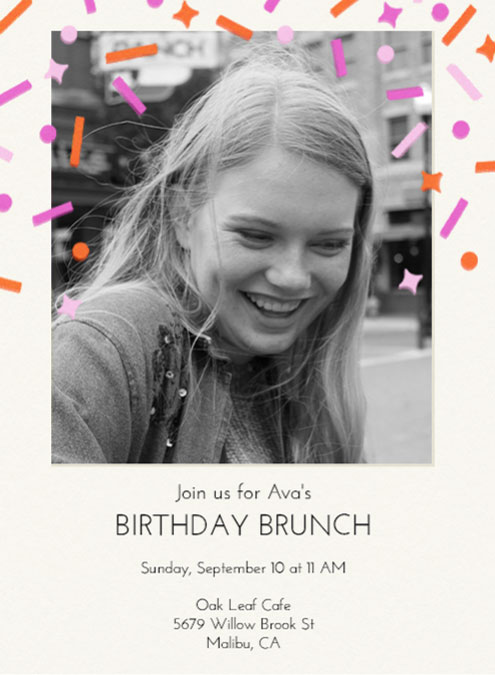 RANCH
Join us for Ava's
BIRTHDAY BRUNCH
Sunday, September 10 at 11 AM
Oak Leaf Cafe
5679 Willow Brook St
Malibu, CA